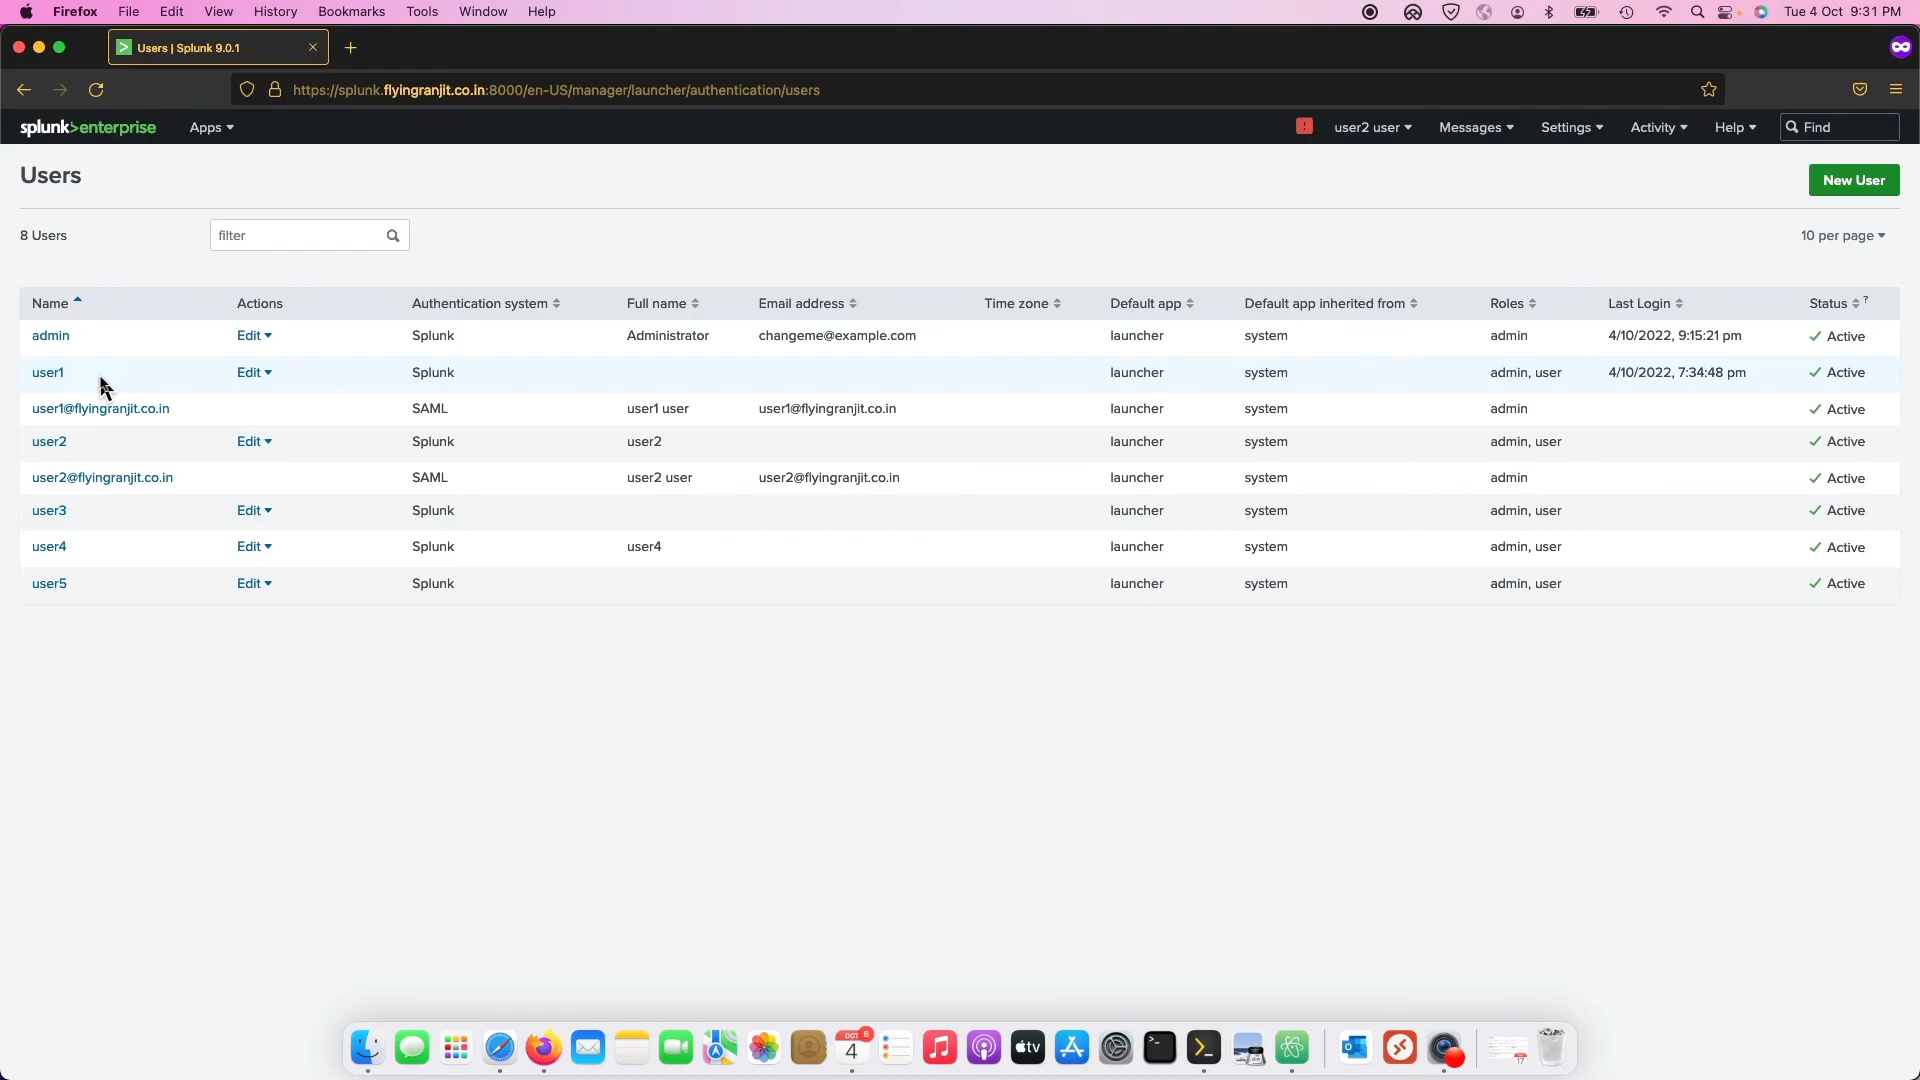 Firefox File Edit View History Bookmarks Tools Window Help Tue 4 Oct 9:31 PM
Users | Splunk 9.0.1
https://splunk.flyingranjit.co.in:8000/en-US/manager/launcher/authentication/users
splunk>enterprise Apps user2 user Messages Settings Activity Help Find
Users
New User
8 Users filter 10 per page
Name Actions Authentication system Full name Email address Time zone Default app Default app inherited from Roles Last Login Status ?
admin Edit Splunk Administrator changeme@example.com launcher system admin 4/10/2022, 9:15:21 pm Active
user1 Edit Splunk launcher system admin, user 4/10/2022, 7:34:48 pm Active
user1@flyingranjit.co.in SAML user1 user user1@flyingranjit.co.in launcher system admin Active
user2 Edit Splunk user2 launcher system admin, user Active
user2@flyingranjit.co.in SAML user2 user user2@flyingranjit.co.in launcher system admin Active
user3 Edit Splunk launcher system admin, user Active
user4 Edit Splunk user4 launcher system admin, user Active
user5 Edit Splunk launcher system admin, user Active
OCT 8
4
tv
17